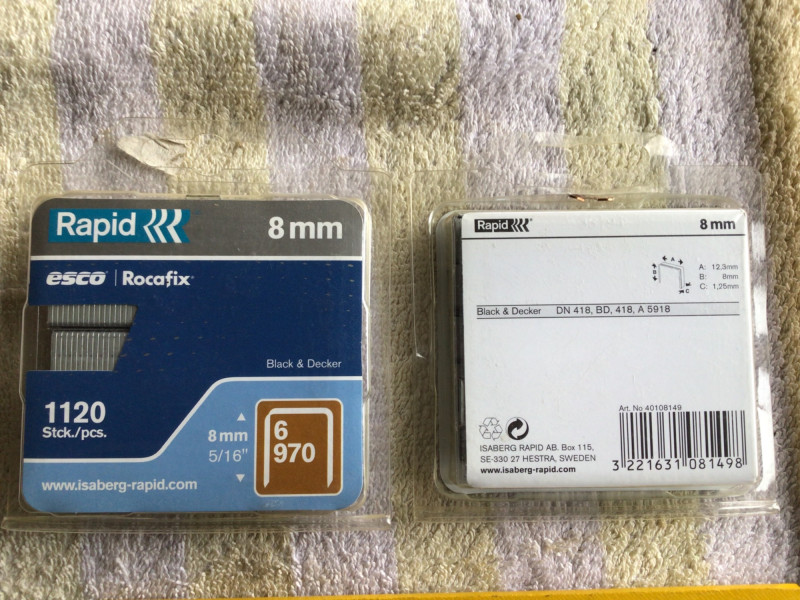 Rapid
8 mm
esco | Rocafix®
Black & Decker
1120
Stck./pcs.
8 mm
5/16"
6
970
www.isaberg-rapid.com
Rapid®
8 mm
A
B
C
A: 12,3mm
B: 8mm
C: 1,25mm
Black & Decker DN 418, BD, 418, A 5918
Art. No 40108149
ISABERG RAPID AB. Box 115,
SE-330 27 HESTRA, SWEDEN
www.isaberg-rapid.com
3 221631 081498